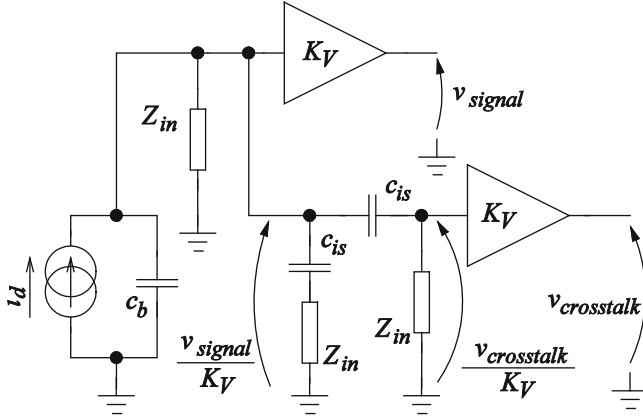 K_V
v_signal
Z_in
c_is
K_V
c_is
i_d
c_b
Z_in
Z_in
v_crosstalk
v_signal
K_V
v_crosstalk
K_V